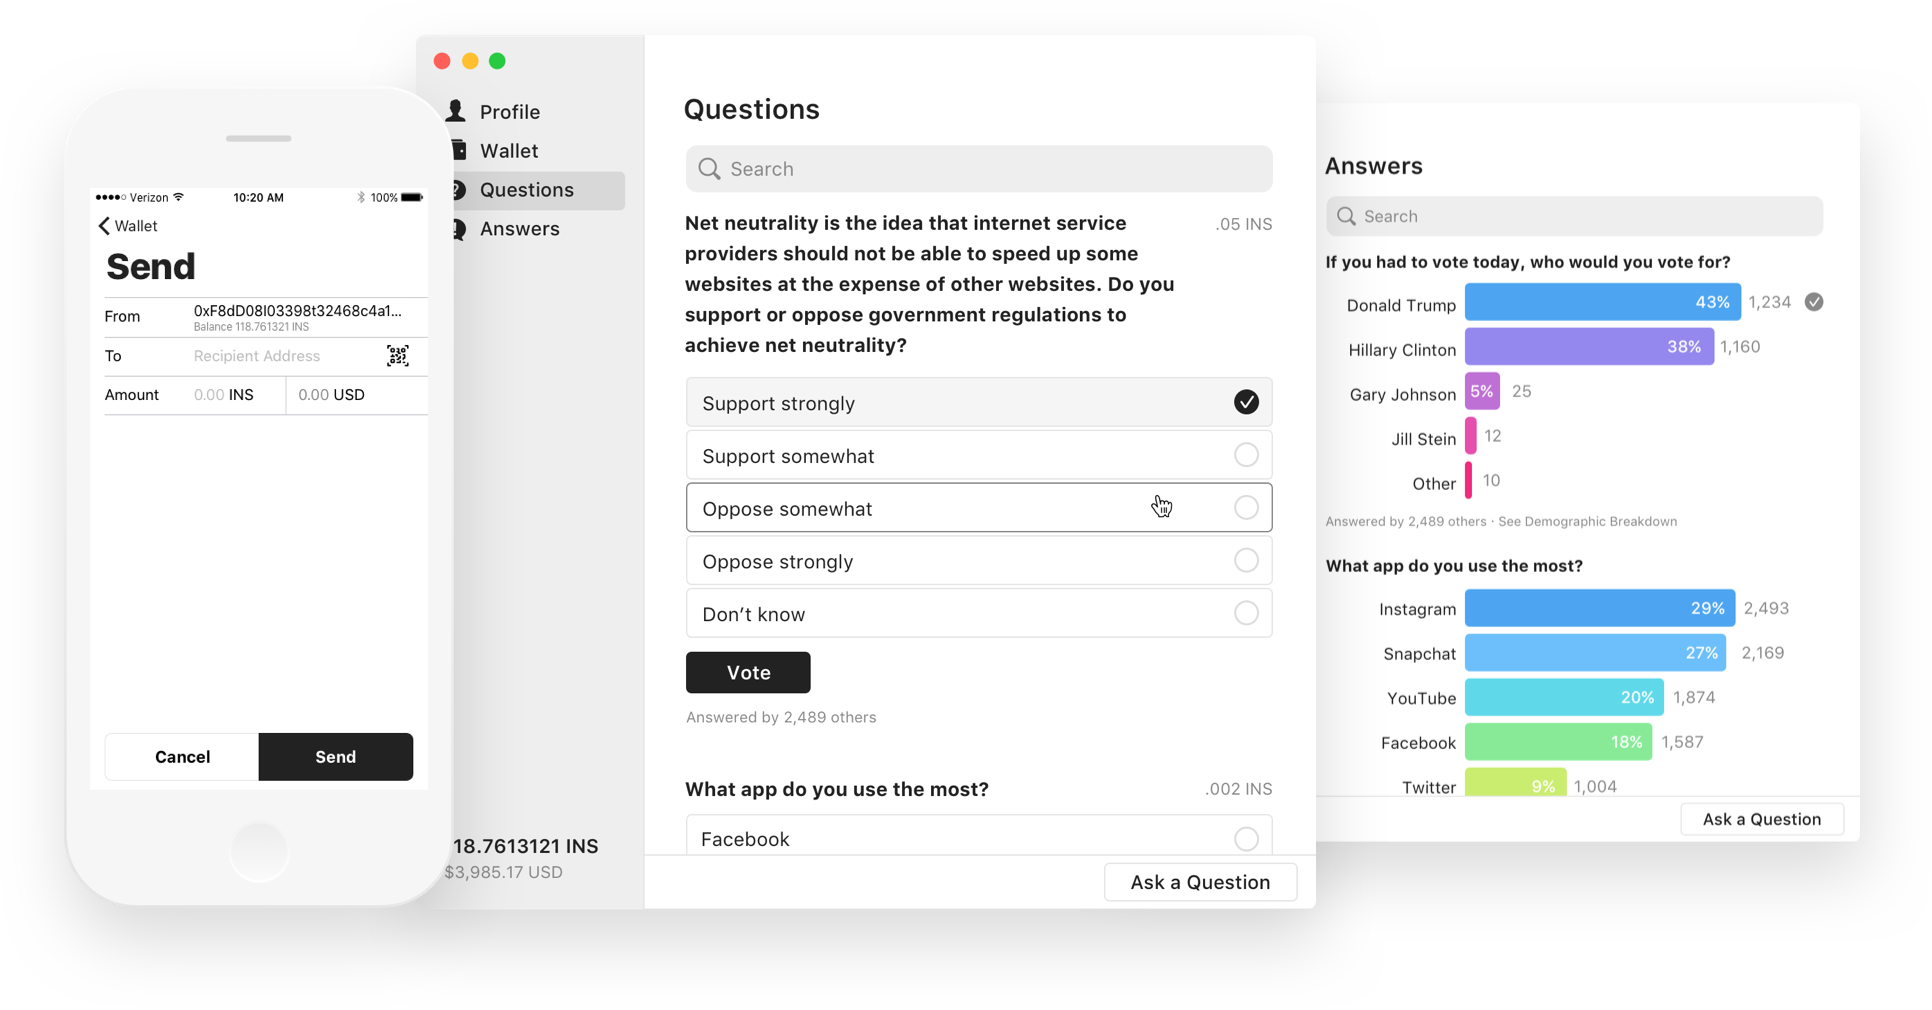 Verizon
10:20 AM
100%
Wallet
Send
From
0xF8dD08I03398t32468c4a1...
Balance 118.761321 INS
To
Recipient Address
Amount
0.00 INS
0.00 USD
Cancel
Send
Profile
Wallet
Questions
Answers
18.7613121 INS
$3,985.17 USD
Questions
Search
Net neutrality is the idea that internet service
providers should not be able to speed up some
websites at the expense of other websites. Do you
support or oppose government regulations to
achieve net neutrality?
.05 INS
Support strongly
Support somewhat
Oppose somewhat
Oppose strongly
Don’t know
Vote
Answered by 2,489 others
What app do you use the most?
.002 INS
Facebook
Ask a Question
Answers
Search
If you had to vote today, who would you vote for?
Donald Trump 43% 1,234
Hillary Clinton 38% 1,160
Gary Johnson 5% 25
Jill Stein 12
Other 10
Answered by 2,489 others · See Demographic Breakdown
What app do you use the most?
Instagram 29% 2,493
Snapchat 27% 2,169
YouTube 20% 1,874
Facebook 18% 1,587
Twitter 9% 1,004
Ask a Question